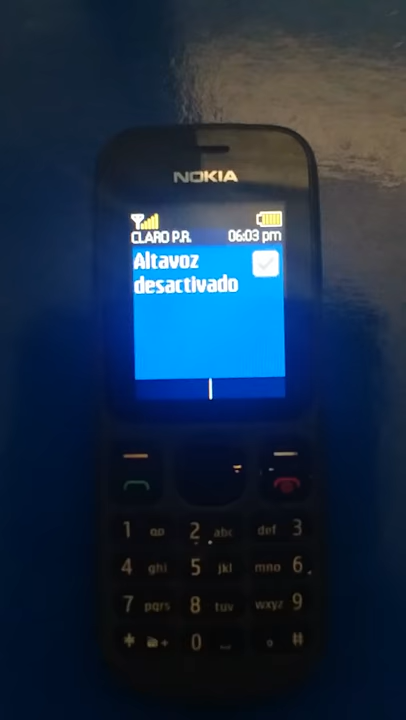 NOKIA
CLARO P.R. 06:03 pm
Altavoz
desactivado
1 2 abc def 3
4 ghi 5 jkl mno 6
7 pqrs 8 tuv wxyz 9
* 0 #